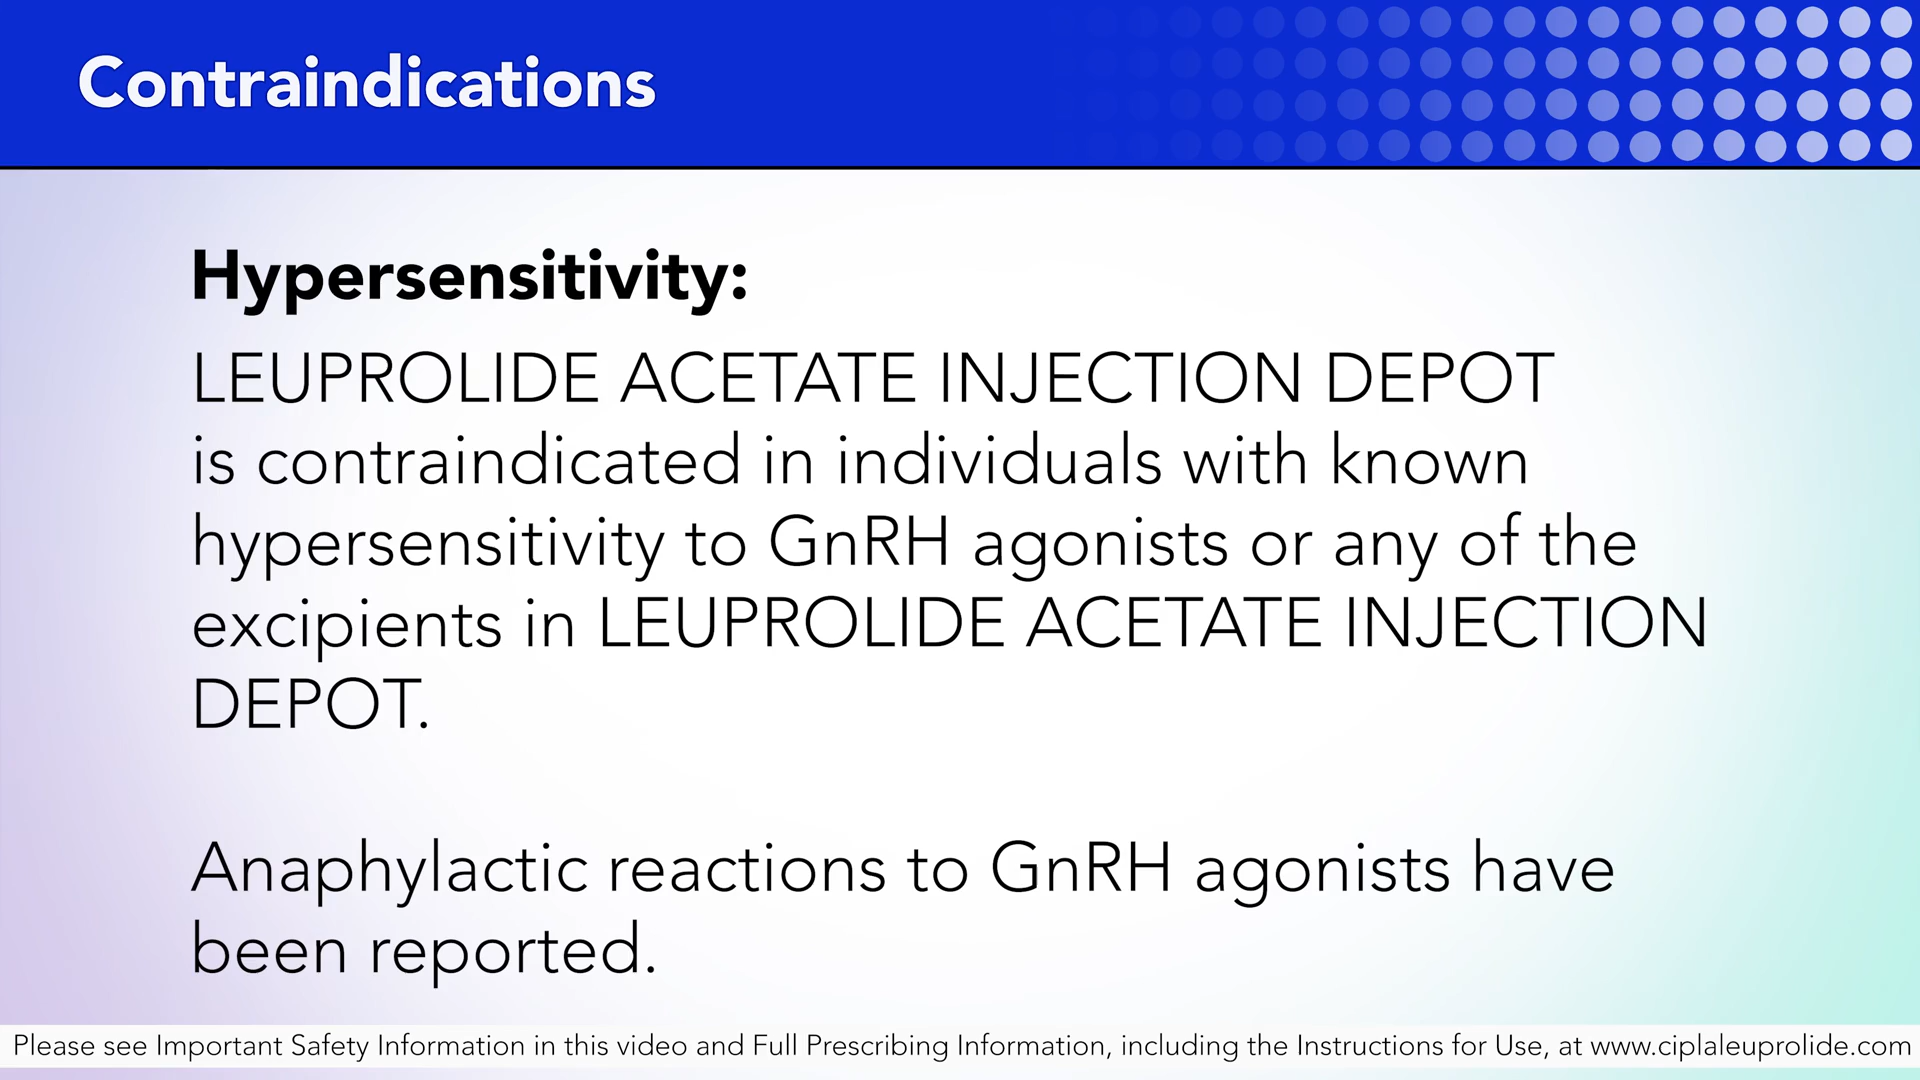 Contraindications
Hypersensitivity:
LEUPROLIDE ACETATE INJECTION DEPOT
is contraindicated in individuals with known
hypersensitivity to GnRH agonists or any of the
excipients in LEUPROLIDE ACETATE INJECTION
DEPOT.
Anaphylactic reactions to GnRH agonists have
been reported.
Please see Important Safety Information in this video and Full Prescribing Information, including the Instructions for Use, at www.ciplaleuprolide.com